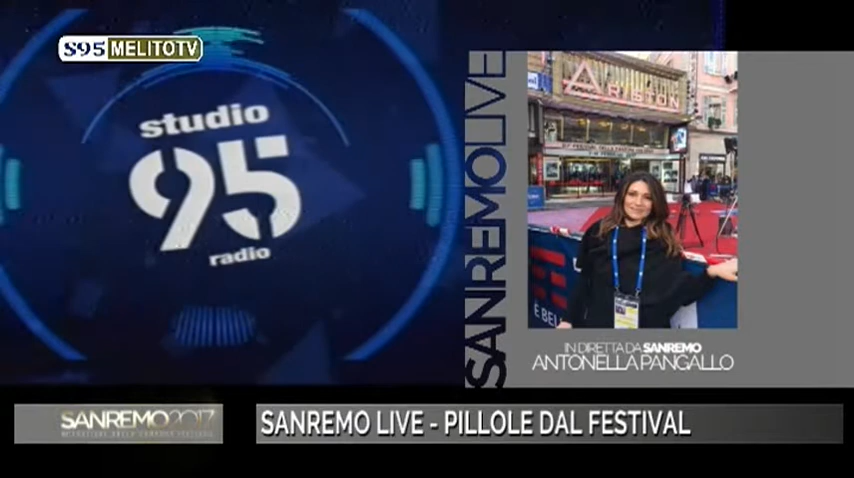 S95 MELITOTV
studio
95
radio
SANREMOLIVE
ARISTON
È BEL
IN DIRETTA DA SANREMO
ANTONELLA PANGALLO
SANREMO2017
SANREMO LIVE - PILLOLE DAL FESTIVAL